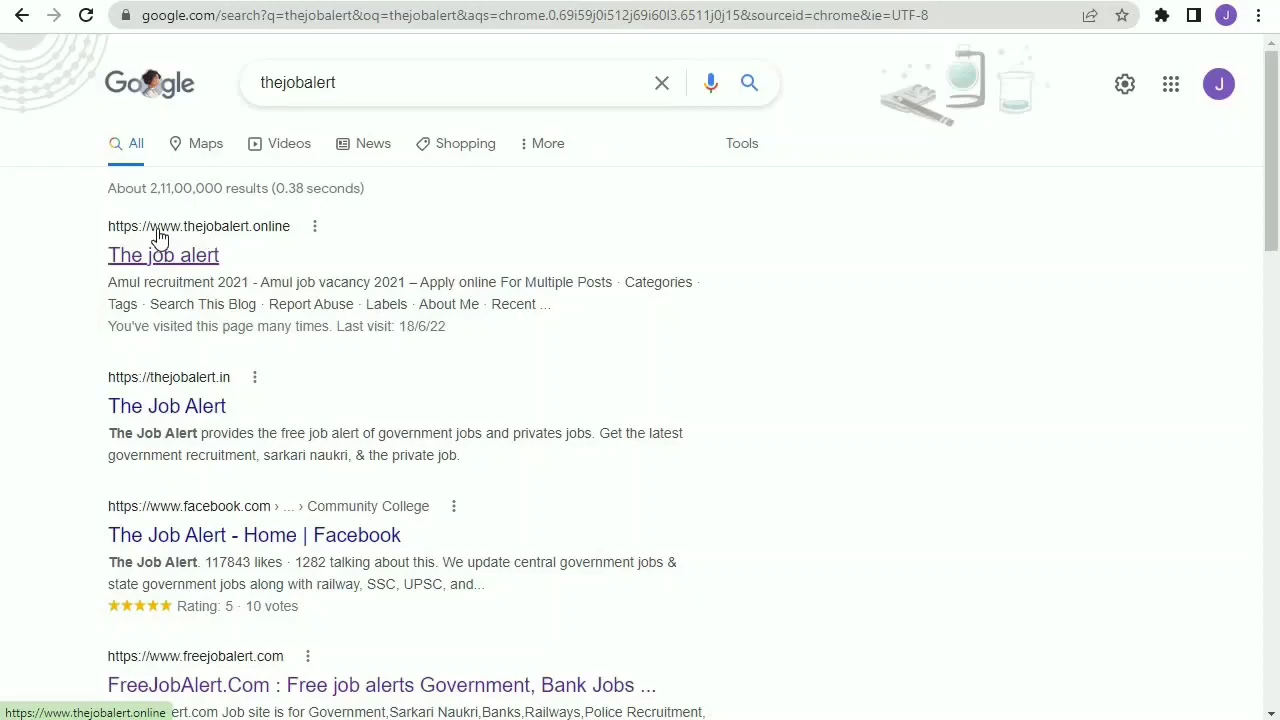 google.com/search?q=thejobalert&oq=thejobalert&aqs=chrome.0.69i59j0i512j69i60l3.6511j0j15&sourceid=chrome&ie=UTF-8
J
Google
thejobalert
J
All
Maps
Videos
News
Shopping
More
Tools
About 2,11,00,000 results (0.38 seconds)
https://www.thejobalert.online
The job alert
Amul recruitment 2021 - Amul job vacancy 2021 – Apply online For Multiple Posts · Categories ·
Tags · Search This Blog · Report Abuse · Labels · About Me · Recent ...
You've visited this page many times. Last visit: 18/6/22
https://thejobalert.in
The Job Alert
The Job Alert provides the free job alert of government jobs and privates jobs. Get the latest
government recruitment, sarkari naukri, & the private job.
https://www.facebook.com › ... › Community College
The Job Alert - Home | Facebook
The Job Alert. 117843 likes · 1282 talking about this. We update central government jobs &
state government jobs along with railway, SSC, UPSC, and...
Rating: 5 · 10 votes
https://www.freejobalert.com
FreeJobAlert.Com : Free job alerts Government, Bank Jobs ...
https://www.thejobalert.online
ert.com Job site is for Government,Sarkari Naukri,Banks,Railways,Police Recruitment,